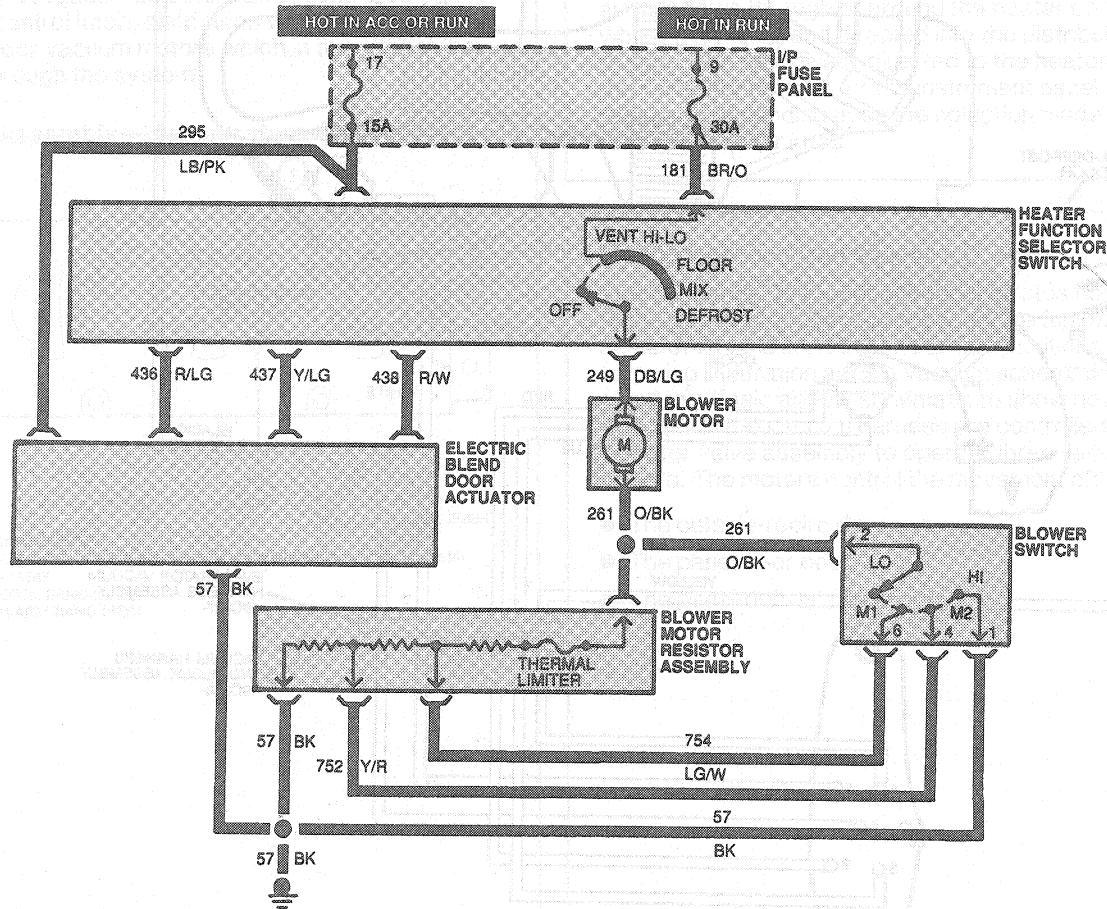 HOT IN ACC OR RUN
HOT IN RUN
17
9
I/P
FUSE
PANEL
15A
30A
295
LB/PK
181
BR/O
HEATER
FUNCTION
SELECTOR
SWITCH
VENT HI-LO
FLOOR
MIX
OFF
DEFROST
436
R/LG
437
Y/LG
438
R/W
249
DB/LG
BLOWER
MOTOR
M
ELECTRIC
BLEND
DOOR
ACTUATOR
261
O/BK
261
O/BK
2
BLOWER
SWITCH
LO
HI
M1
M2
6
4
1
57
BK
BLOWER
MOTOR
RESISTOR
ASSEMBLY
THERMAL
LIMITER
57
BK
752
Y/R
754
LG/W
57
BK
57
BK